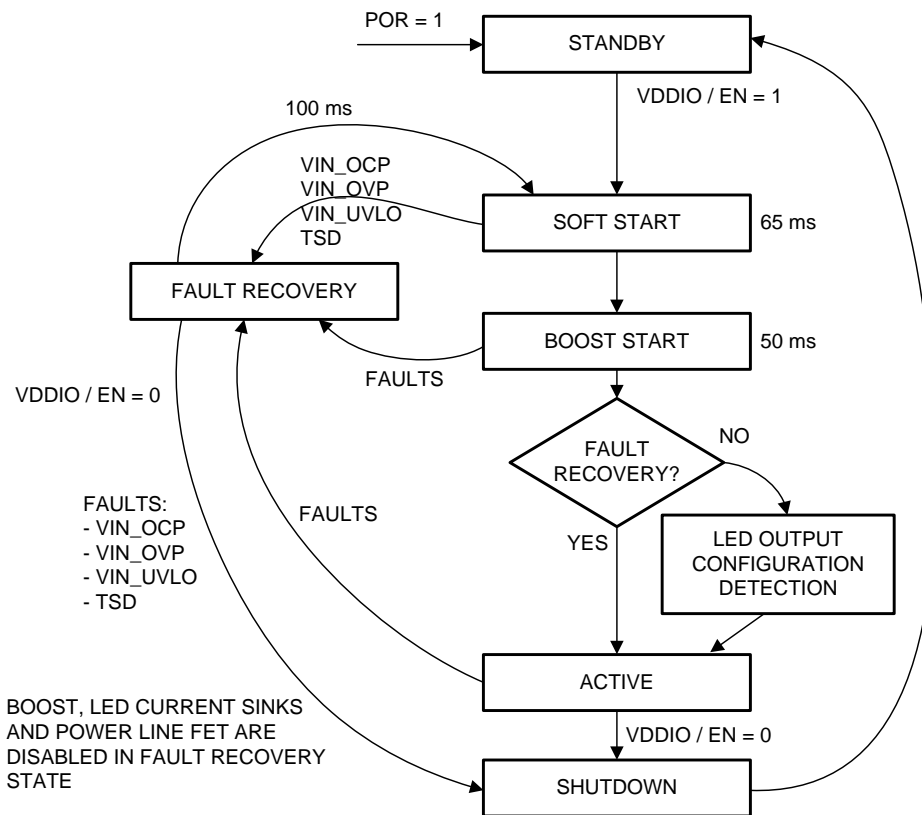 POR = 1
STANDBY
VDDIO / EN = 1
100 ms
VIN_OCP
VIN_OVP
VIN_UVLO
TSD
SOFT START
65 ms
FAULT RECOVERY
BOOST START
50 ms
FAULTS
VDDIO / EN = 0
FAULT
RECOVERY?
NO
YES
FAULTS:
- VIN_OCP
- VIN_OVP
- VIN_UVLO
- TSD
FAULTS
LED OUTPUT
CONFIGURATION
DETECTION
ACTIVE
BOOST, LED CURRENT SINKS
AND POWER LINE FET ARE
DISABLED IN FAULT RECOVERY
STATE
VDDIO / EN = 0
SHUTDOWN